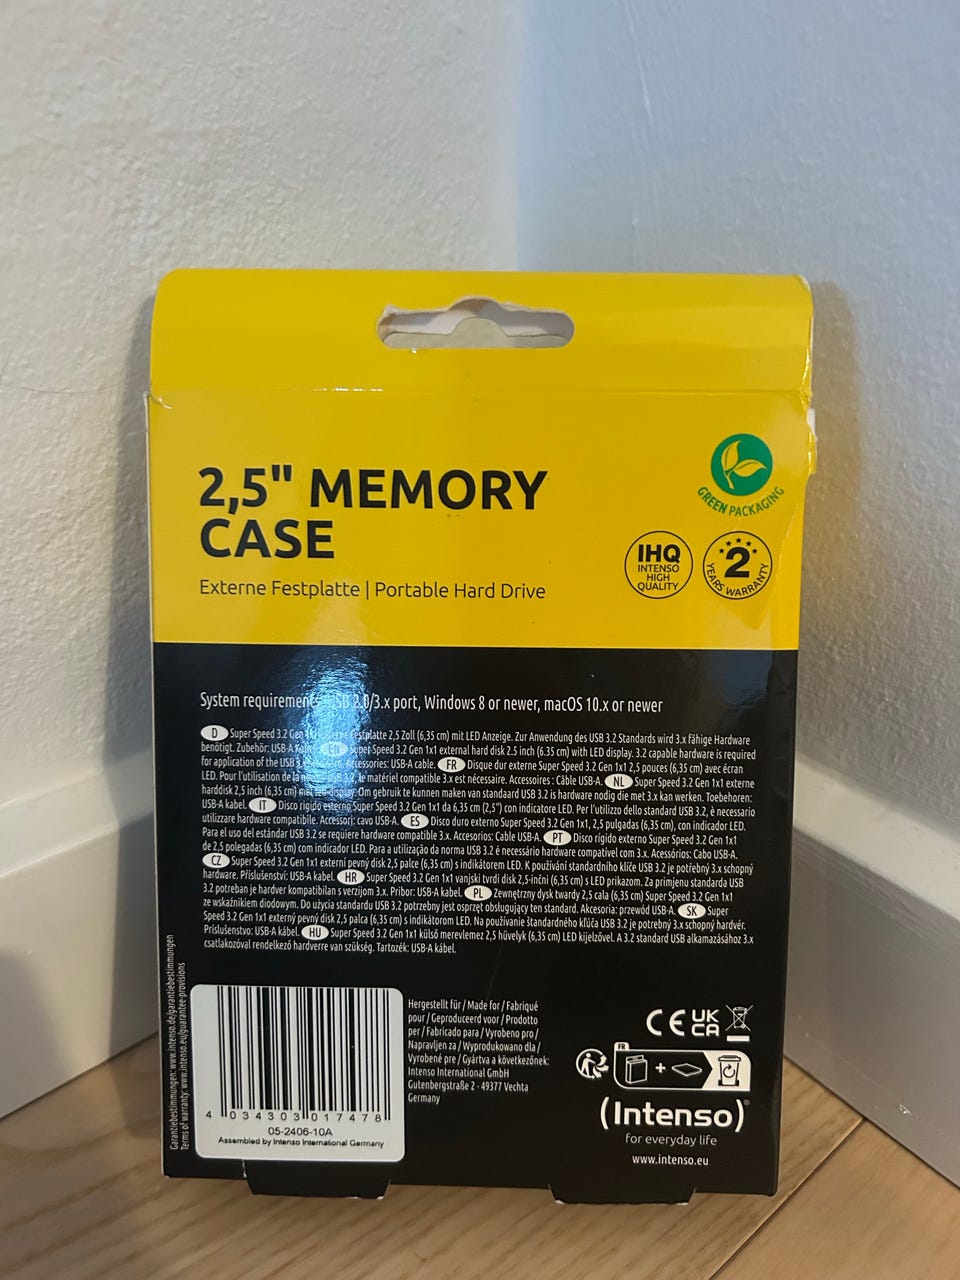 2,5" MEMORY
CASE
Externe Festplatte | Portable Hard Drive
GREEN PACKAGING
IHQ
INTENSO
HIGH
QUALITY
2
YEARS WARRANTY
System requirements: USB 2.0/3.x port, Windows 8 or newer, macOS 10.x or newer
D Super Speed 3.2 Gen 1x1 externe Festplatte 2,5 Zoll (6,35 cm) mit LED Anzeige. Zur Anwendung des USB 3.2 Standards wird 3.x fähige Hardware
benötigt. Zubehör: USB-A Kabel. EN Super Speed 3.2 Gen 1x1 external hard disk 2.5 inch (6.35 cm) with LED display. 3.2 capable hardware is required
for application of the USB 3.2 Accessories: USB-A cable. FR Disque dur externe Super Speed 3.2 Gen 1x1 2,5 pouces (6,35 cm) avec écran
LED. Pour l'utilisation de la norme USB 3.2, le matériel compatible 3.x est nécessaire. Accessoires : Câble USB-A. NL Super Speed 3.2 Gen 1x1 externe
harddisk 2,5 inch (6,35 cm) met led-display. Om gebruik te kunnen maken van standaard USB 3.2 is hardware nodig die met 3.x kan werken. Toebehoren:
USB-A kabel. IT Disco rigido esterno Super Speed 3.2 Gen 1x1 da 6,35 cm (2,5") con indicatore LED. Per l'utilizzo dello standard USB 3.2, è necessario
utilizzare hardware compatibile. Accessori: cavo USB-A. ES Disco duro externo Super Speed 3.2 Gen 1x1, 2,5 pulgadas (6,35 cm), con indicador LED.
Para el uso del estándar USB 3.2 se requiere hardware compatible 3.x. Accesorios: Cable USB-A. PT Disco rígido externo Super Speed 3.2 Gen 1x1
de 2,5 polegadas (6,35 cm) com indicador LED. Para a utilização da norma USB 3.2 é necessário hardware compatível com 3.x. Acessórios: Cabo USB-A.
CZ Super Speed 3.2 Gen 1x1 externí pevný disk 2,5 palce (6,35 cm) s indikátorem LED. K používání standardního klíče USB 3.2 je potřebný 3.x schopný
hardware. Příslušenství: USB-A kabel. HR Super Speed 3.2 Gen 1x1 vanjski tvrdi disk 2,5-inčni (6,35 cm) s LED prikazom. Za primjenu standarda USB
3.2 potreban je hardver kompatibilan s verzijom 3.x. Pribor: USB-A kabel. PL Zewnętrzny dysk twardy 2,5 cala (6,35 cm) Super Speed 3.2 Gen 1x1
ze wskaźnikiem diodowym. Do użycia standardu USB 3.2 potrzebny jest osprzęt obsługujący ten standard. Akcesoria: przewód USB-A. SK Super
Speed 3.2 Gen 1x1 externý pevný disk 2,5 palca (6,35 cm) s indikátorom LED. Na používanie štandardného kľúča USB 3.2 je potrebný 3.x schopný hardvér.
Príslušenstvo: USB-A kábel. HU Super Speed 3.2 Gen 1x1 külső merevlemez 2,5 hüvelyk (6,35 cm) LED kijelzővel. A 3.2 standard USB alkamazásához 3.x
csatlakozóval rendelkező hardverre van szükség. Tartozék: USB-A kábel.
Garantiebestimmungen: www.intenso.de/garantiebestimmungen
Terms of warranty: www.intenso.eu/guarantee-provisions
4 034303 017478
05-2406-10A
Assembled by Intenso International Germany
Hergestellt für / Made for / Fabriqué
pour / Geproduceerd voor / Prodotto
per / Fabricado para / Vyrobeno pro /
Napravljen za / Wyprodukowano dla /
Vyrobené pre / Gyártva a következőnek:
Intenso International GmbH
Gutenbergstraße 2 - 49377 Vechta
Germany
CE UK
CA
FR
(Intenso)®
for everyday life
www.intenso.eu